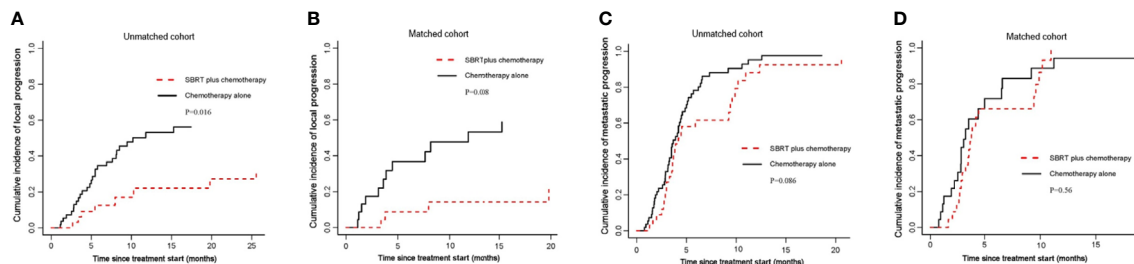 A
Unmatched cohort
Cumulative incidence of local progression
1.0
0.8
0.6
0.4
0.2
0.0
SBRT plus chemotherapy
Chemotherapy alone
P=0.016
0 5 10 15 20 25
Time since treatment start (months)
B
Matched cohort
Cumulative incidence of local progression
1.0
0.8
0.6
0.4
0.2
0.0
SBRTplus chemotherapy
Chemotherapy alone
P=0.08
0 5 10 15 20
Time since treatment start (months)
C
Unmatched cohort
Cumulative incidence of metastatic progression
1.0
0.8
0.6
0.4
0.2
0.0
SBRT plus chemotherapy
Chemotherapy alone
P=0.086
0 5 10 15 20
Time since treatment start (months)
D
Matched cohort
Cumulative incidence of metastatic progression
1.0
0.8
0.6
0.4
0.2
0.0
SBRT plus chemotherapy
Chemotherapy alone
P=0.56
0 5 10 15
Time since treatment start (months)